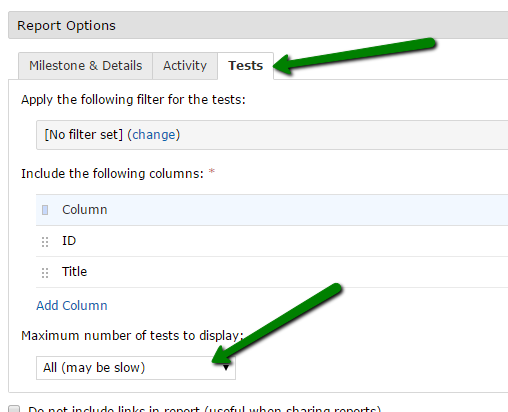 Report Options
Milestone & Details Activity Tests
Apply the following filter for the tests:
[No filter set] (change)
Include the following columns: *
Column
ID
Title
Add Column
Maximum number of tests to display:
All (may be slow)
Do not include links in report (useful when sharing reports)